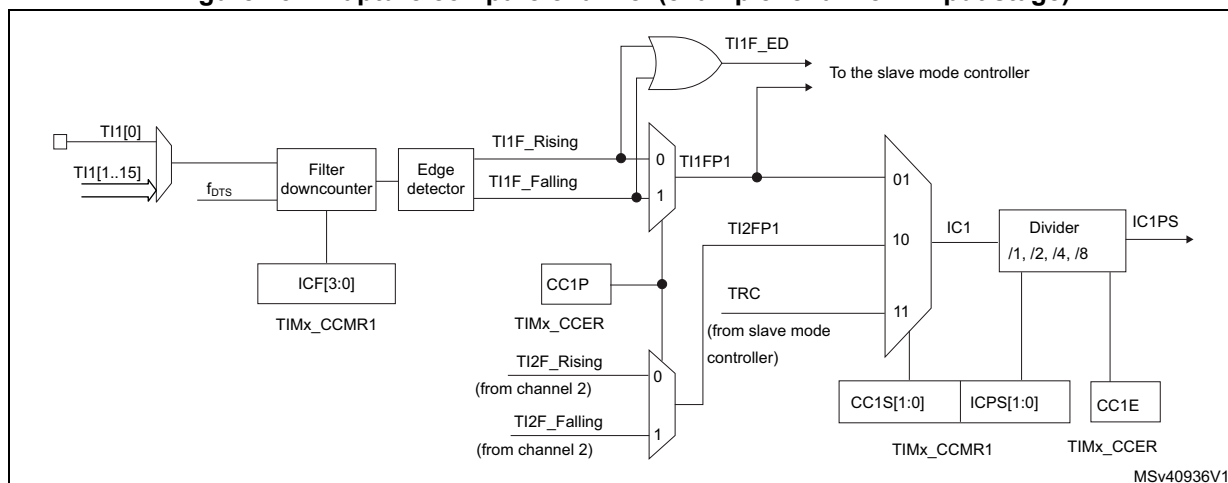 TI1F_ED
To the slave mode controller
TI1[0]
TI1[1..15]
fDTS
Filter
downcounter
Edge
detector
TI1F_Rising
TI1F_Falling
0
1
TI1FP1
01
TI2FP1
10
IC1
Divider
/1, /2, /4, /8
IC1PS
ICF[3:0]
TIMx_CCMR1
CC1P
TIMx_CCER
TRC
11
(from slave mode
controller)
TI2F_Rising
0
(from channel 2)
TI2F_Falling
1
(from channel 2)
CC1S[1:0]
ICPS[1:0]
CC1E
TIMx_CCMR1
TIMx_CCER
MSv40936V1